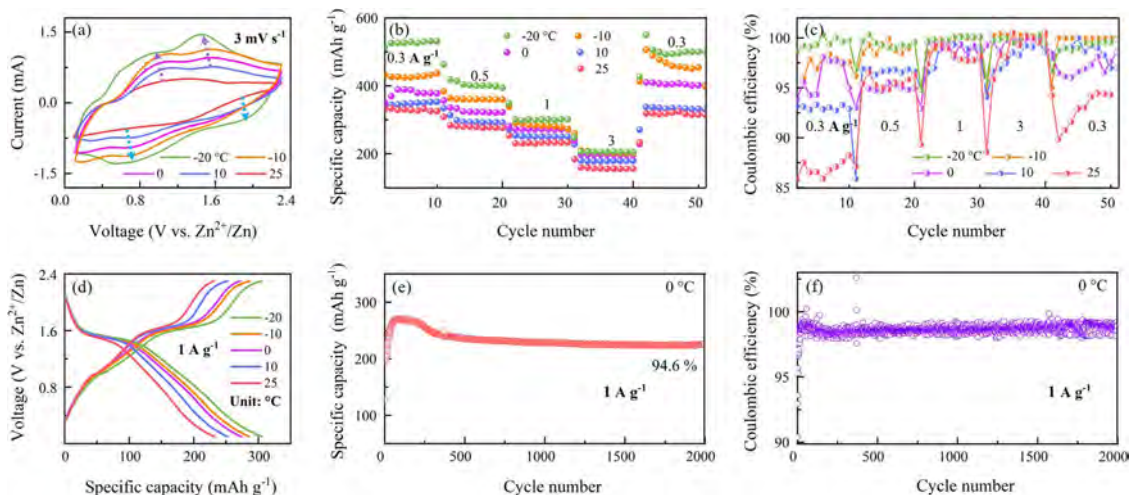 (a)
3 mV s⁻¹
1.5
0.0
-1.5
Current (mA)
-20 °C
-10
0
10
25
0.0
0.8
1.6
2.4
Voltage (V vs. Zn²⁺/Zn)
(b)
600
500
400
300
200
Specific capacity (mAh g⁻¹)
0.3 A g⁻¹
0.5
1
3
0.3
-20 °C
-10
0
10
25
0
10
20
30
40
50
Cycle number
(c)
100
95
90
85
Coulombic efficiency (%)
0.3 A g⁻¹
0.5
1
3
0.3
-20 °C
-10
0
10
25
10
20
30
40
50
Cycle number
(d)
2.4
1.6
0.8
Voltage (V vs. Zn²⁺/Zn)
1 A g⁻¹
-20
-10
0
10
25
Unit: °C
0
100
200
300
Specific capacity (mAh g⁻¹)
(e)
0 °C
300
200
100
Specific capacity (mAh g⁻¹)
94.6 %
1 A g⁻¹
0
500
1000
1500
2000
Cycle number
(f)
0 °C
100
95
90
Coulombic efficiency (%)
1 A g⁻¹
0
500
1000
1500
2000
Cycle number